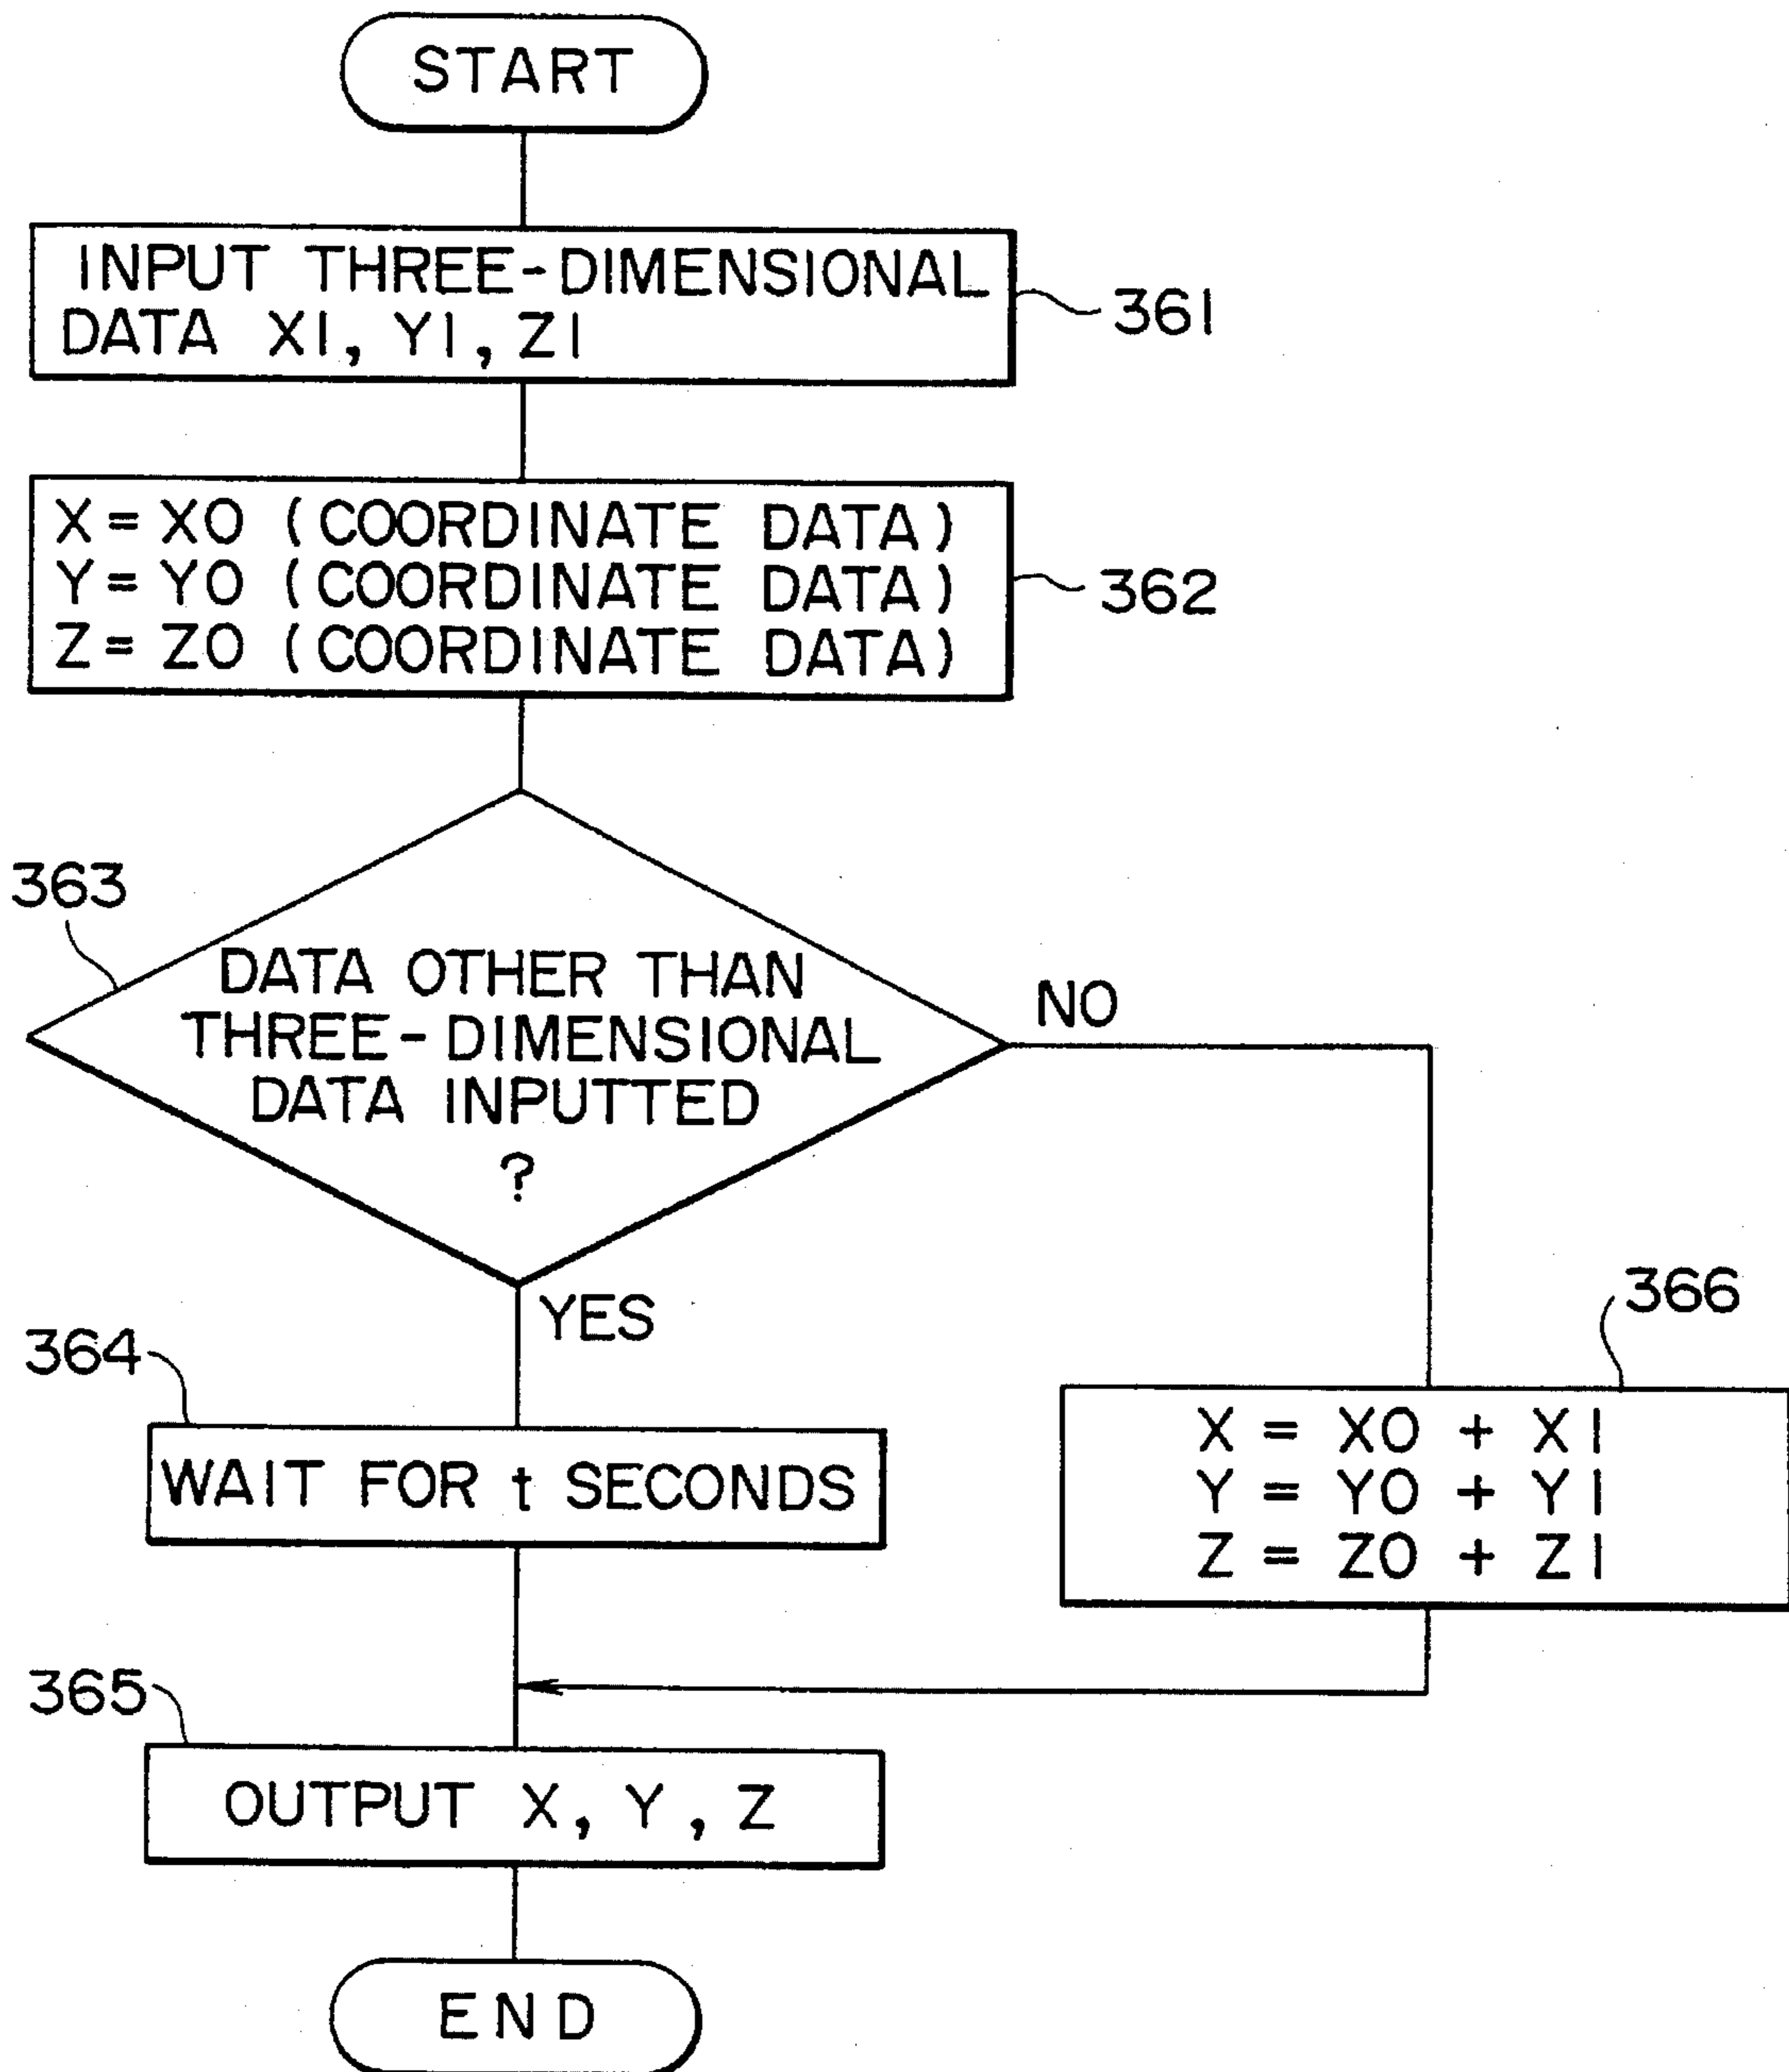 START
INPUT THREE-DIMENSIONAL
DATA X1, Y1, Z1
361
X = X0 (COORDINATE DATA)
Y = Y0 (COORDINATE DATA)
Z = Z0 (COORDINATE DATA)
362
363
DATA OTHER THAN
THREE-DIMENSIONAL
DATA INPUTTED
?
NO
YES
364
WAIT FOR t SECONDS
366
X = X0 + X1
Y = Y0 + Y1
Z = Z0 + Z1
365
OUTPUT X, Y, Z
END